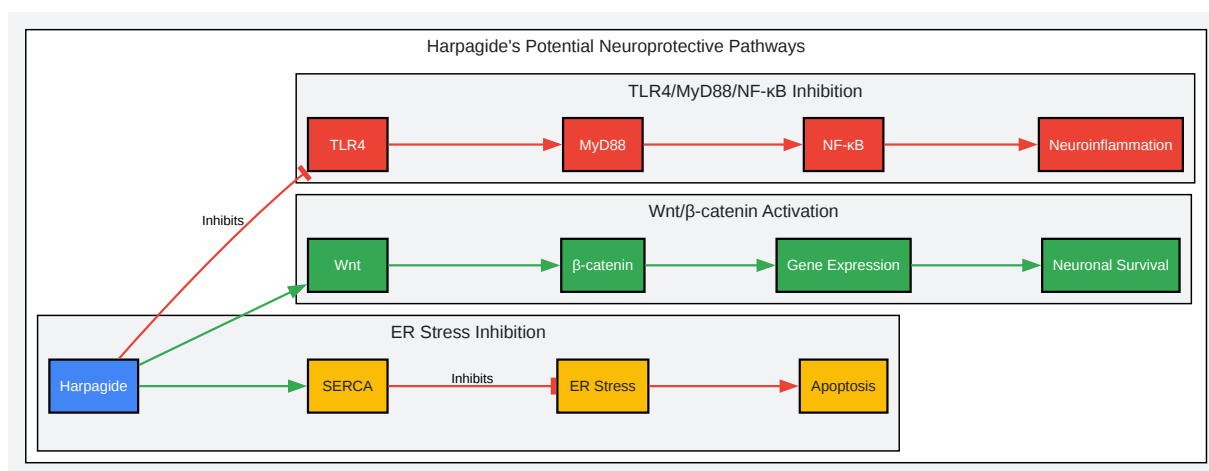 Harpagide's Potential Neuroprotective Pathways
TLR4/MyD88/NF-κB Inhibition
TLR4
MyD88
NF-κB
Neuroinflammation
Inhibits
Wnt/β-catenin Activation
Wnt
β-catenin
Gene Expression
Neuronal Survival
ER Stress Inhibition
Harpagide
SERCA
Inhibits
ER Stress
Apoptosis